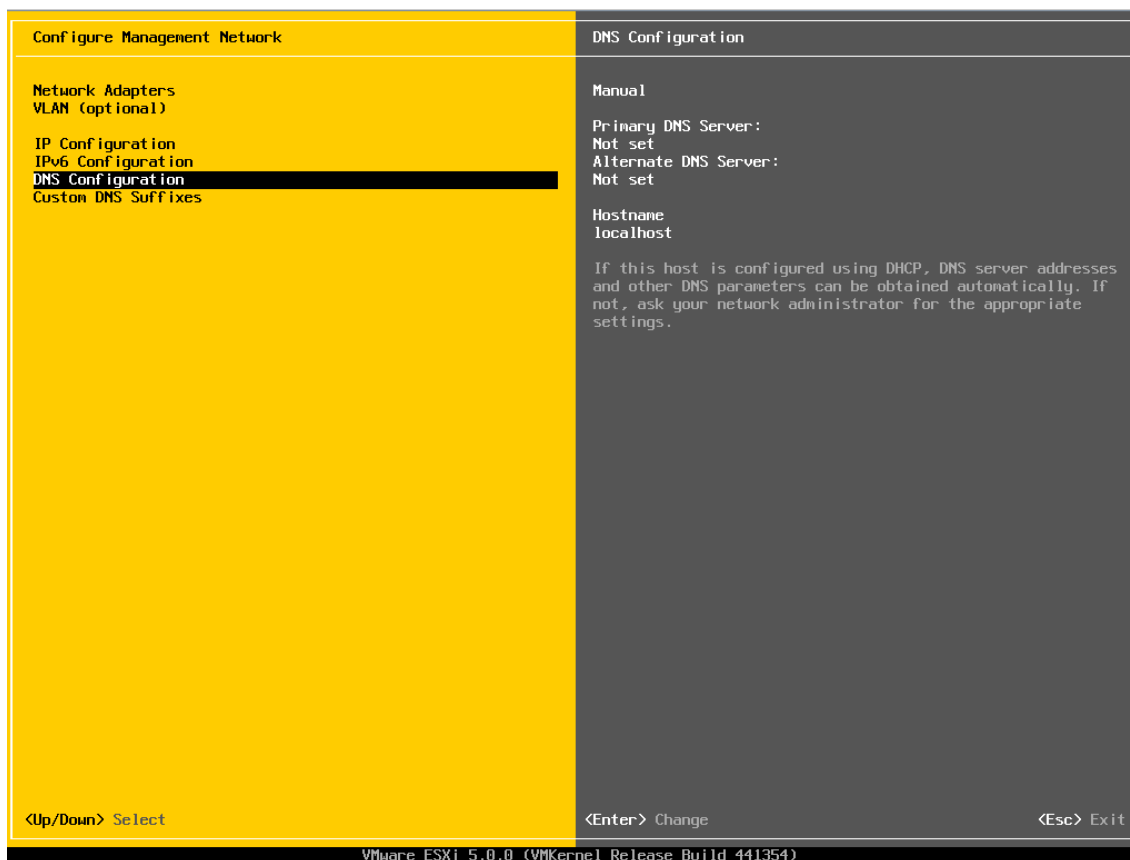 Configure Management Network
Network Adapters
VLAN (optional)
IP Configuration
IPv6 Configuration
DNS Configuration
Custom DNS Suffixes
<Up/Down> Select
DNS Configuration
Manual
Primary DNS Server:
Not set
Alternate DNS Server:
Not set
Hostname
localhost
If this host is configured using DHCP, DNS server addresses
and other DNS parameters can be obtained automatically. If
not, ask your network administrator for the appropriate
settings.
<Enter> Change
<Esc> Exit
VMware ESXi 5.0.0 (VMKernel Release Build 441354)